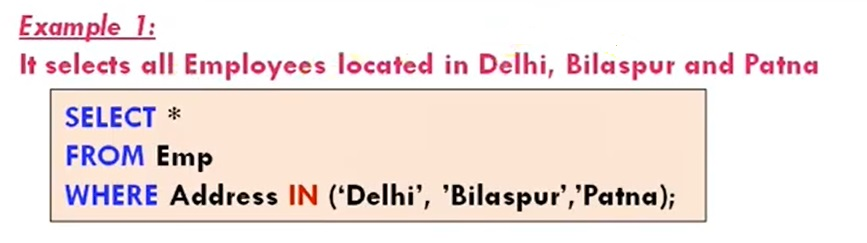 Example 1:
It selects all Employees located in Delhi, Bilaspur and Patna
SELECT *
FROM Emp
WHERE Address IN (‘Delhi’, ’Bilaspur’,’Patna);